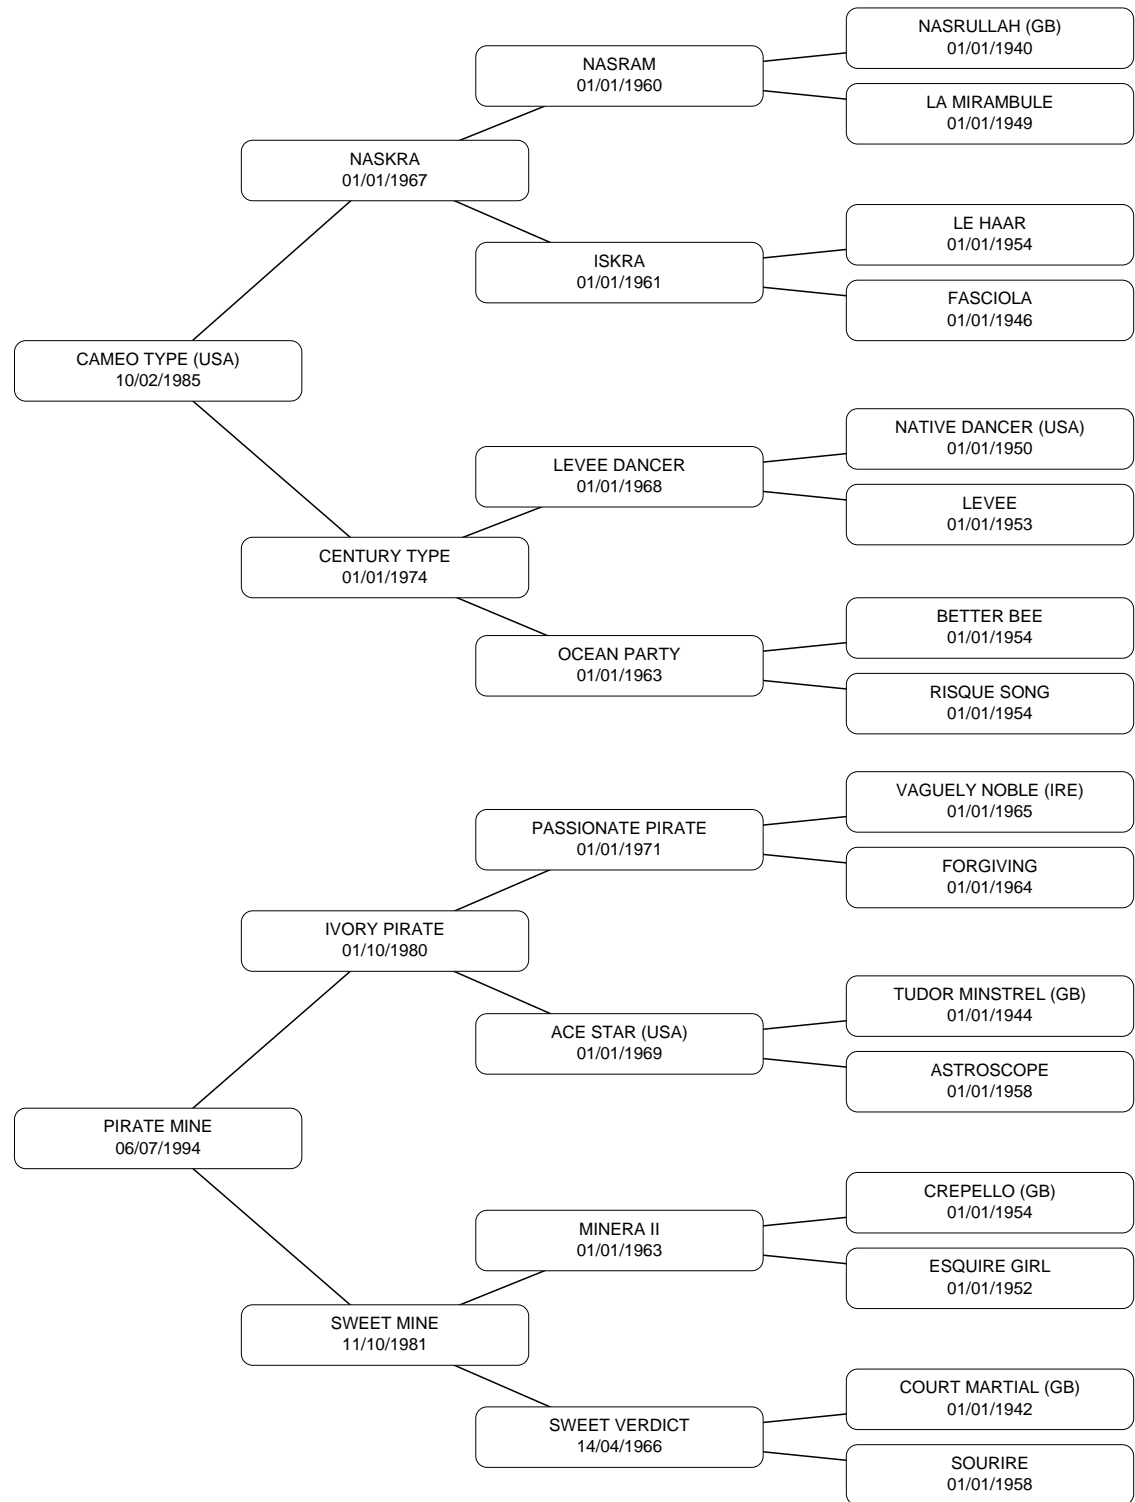 NASRULLAH (GB)
01/01/1940
NASRAM
01/01/1960
LA MIRAMBULE
01/01/1949
NASKRA
01/01/1967
LE HAAR
01/01/1954
ISKRA
01/01/1961
FASCIOLA
01/01/1946
CAMEO TYPE (USA)
10/02/1985
NATIVE DANCER (USA)
01/01/1950
LEVEE DANCER
01/01/1968
LEVEE
01/01/1953
CENTURY TYPE
01/01/1974
BETTER BEE
01/01/1954
OCEAN PARTY
01/01/1963
RISQUE SONG
01/01/1954
VAGUELY NOBLE (IRE)
01/01/1965
PASSIONATE PIRATE
01/01/1971
FORGIVING
01/01/1964
IVORY PIRATE
01/10/1980
TUDOR MINSTREL (GB)
01/01/1944
ACE STAR (USA)
01/01/1969
ASTROSCOPE
01/01/1958
PIRATE MINE
06/07/1994
CREPELLO (GB)
01/01/1954
MINERA II
01/01/1963
ESQUIRE GIRL
01/01/1952
SWEET MINE
11/10/1981
COURT MARTIAL (GB)
01/01/1942
SWEET VERDICT
14/04/1966
SOURIRE
01/01/1958